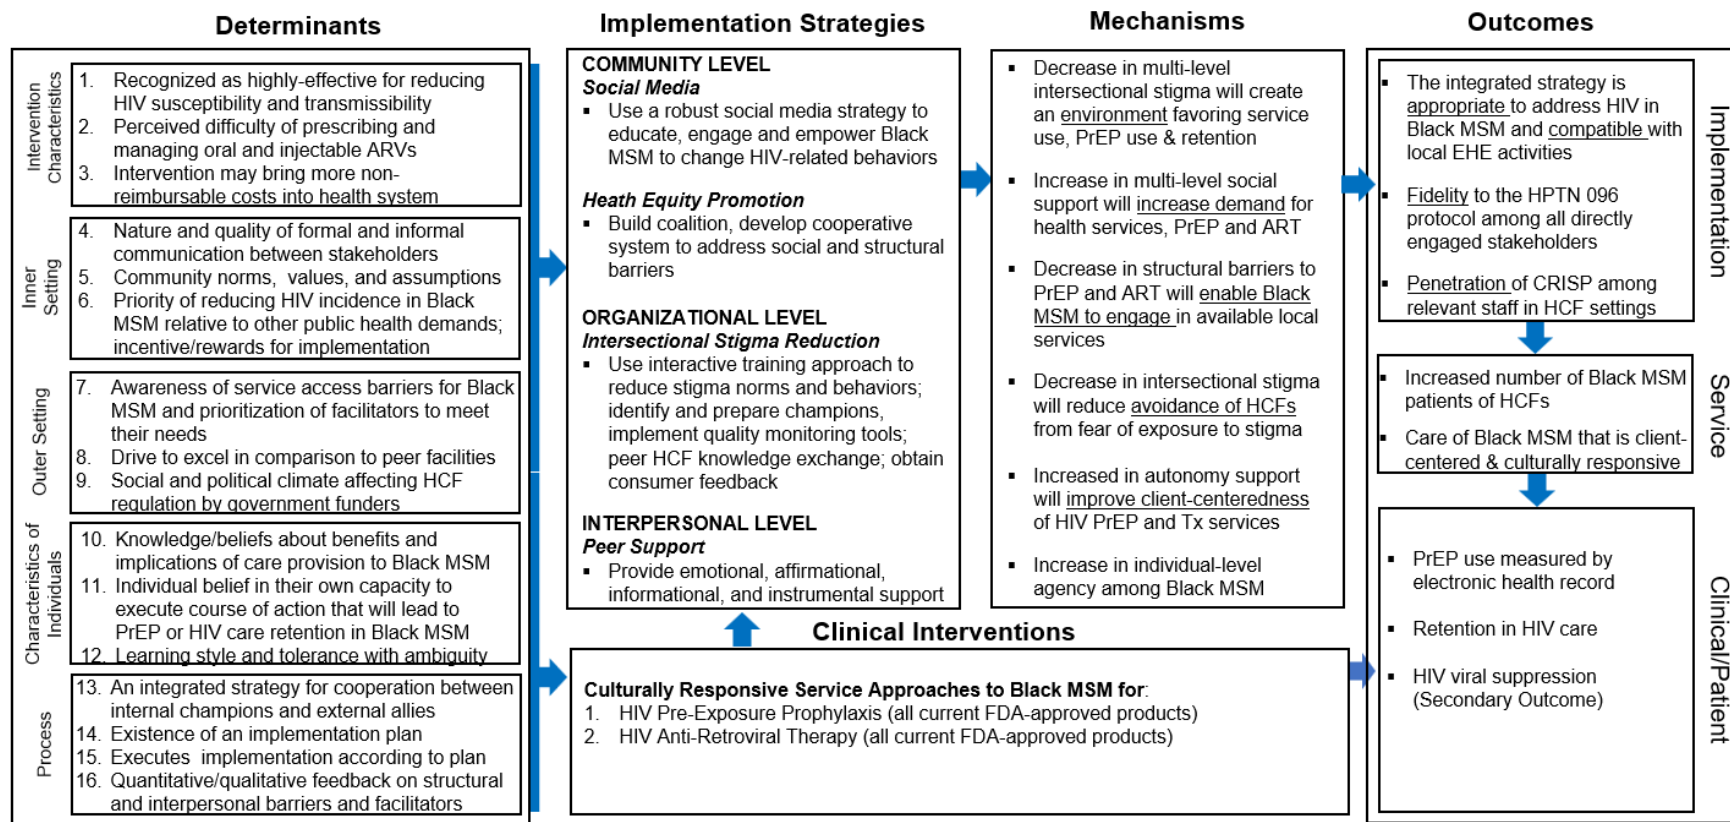 Determinants
Intervention
Characteristics
1. Recognized as highly-effective for reducing
HIV susceptibility and transmissibility
2. Perceived difficulty of prescribing and
managing oral and injectable ARVs
3. Intervention may bring more non-
reimbursable costs into health system
Inner
Setting
4. Nature and quality of formal and informal
communication between stakeholders
5. Community norms, values, and assumptions
6. Priority of reducing HIV incidence in Black
MSM relative to other public health demands;
incentive/rewards for implementation
Outer Setting
7. Awareness of service access barriers for Black
MSM and prioritization of facilitators to meet
their needs
8. Drive to excel in comparison to peer facilities
9. Social and political climate affecting HCF
regulation by government funders
Characteristics of
Individuals
10. Knowledge/beliefs about benefits and
implications of care provision to Black MSM
11. Individual belief in their own capacity to
execute course of action that will lead to
PrEP or HIV care retention in Black MSM
12. Learning style and tolerance with ambiguity
Process
13. An integrated strategy for cooperation between
internal champions and external allies
14. Existence of an implementation plan
15. Executes implementation according to plan
16. Quantitative/qualitative feedback on structural
and interpersonal barriers and facilitators
Implementation Strategies
COMMUNITY LEVEL
Social Media
▪ Use a robust social media strategy to
educate, engage and empower Black
MSM to change HIV-related behaviors
Heath Equity Promotion
▪ Build coalition, develop cooperative
system to address social and structural
barriers
ORGANIZATIONAL LEVEL
Intersectional Stigma Reduction
▪ Use interactive training approach to
reduce stigma norms and behaviors;
identify and prepare champions,
implement quality monitoring tools;
peer HCF knowledge exchange; obtain
consumer feedback
INTERPERSONAL LEVEL
Peer Support
▪ Provide emotional, affirmational,
informational, and instrumental support
Mechanisms
▪ Decrease in multi-level
intersectional stigma will create
an environment favoring service
use, PrEP use & retention
▪ Increase in multi-level social
support will increase demand for
health services, PrEP and ART
▪ Decrease in structural barriers to
PrEP and ART will enable Black
MSM to engage in available local
services
▪ Decrease in intersectional stigma
will reduce avoidance of HCFs
from fear of exposure to stigma
▪ Increased in autonomy support
will improve client-centeredness
of HIV PrEP and Tx services
▪ Increase in individual-level
agency among Black MSM
Clinical Interventions
Culturally Responsive Service Approaches to Black MSM for:
1. HIV Pre-Exposure Prophylaxis (all current FDA-approved products)
2. HIV Anti-Retroviral Therapy (all current FDA-approved products)
Outcomes
▪ The integrated strategy is
appropriate to address HIV in
Black MSM and compatible with
local EHE activities
▪ Fidelity to the HPTN 096
protocol among all directly
engaged stakeholders
▪ Penetration of CRISP among
relevant staff in HCF settings
Implementation
▪ Increased number of Black MSM
patients of HCFs
▪ Care of Black MSM that is client-
centered & culturally responsive
Service
▪ PrEP use measured by
electronic health record
▪ Retention in HIV care
▪ HIV viral suppression
(Secondary Outcome)
Clinical/Patient